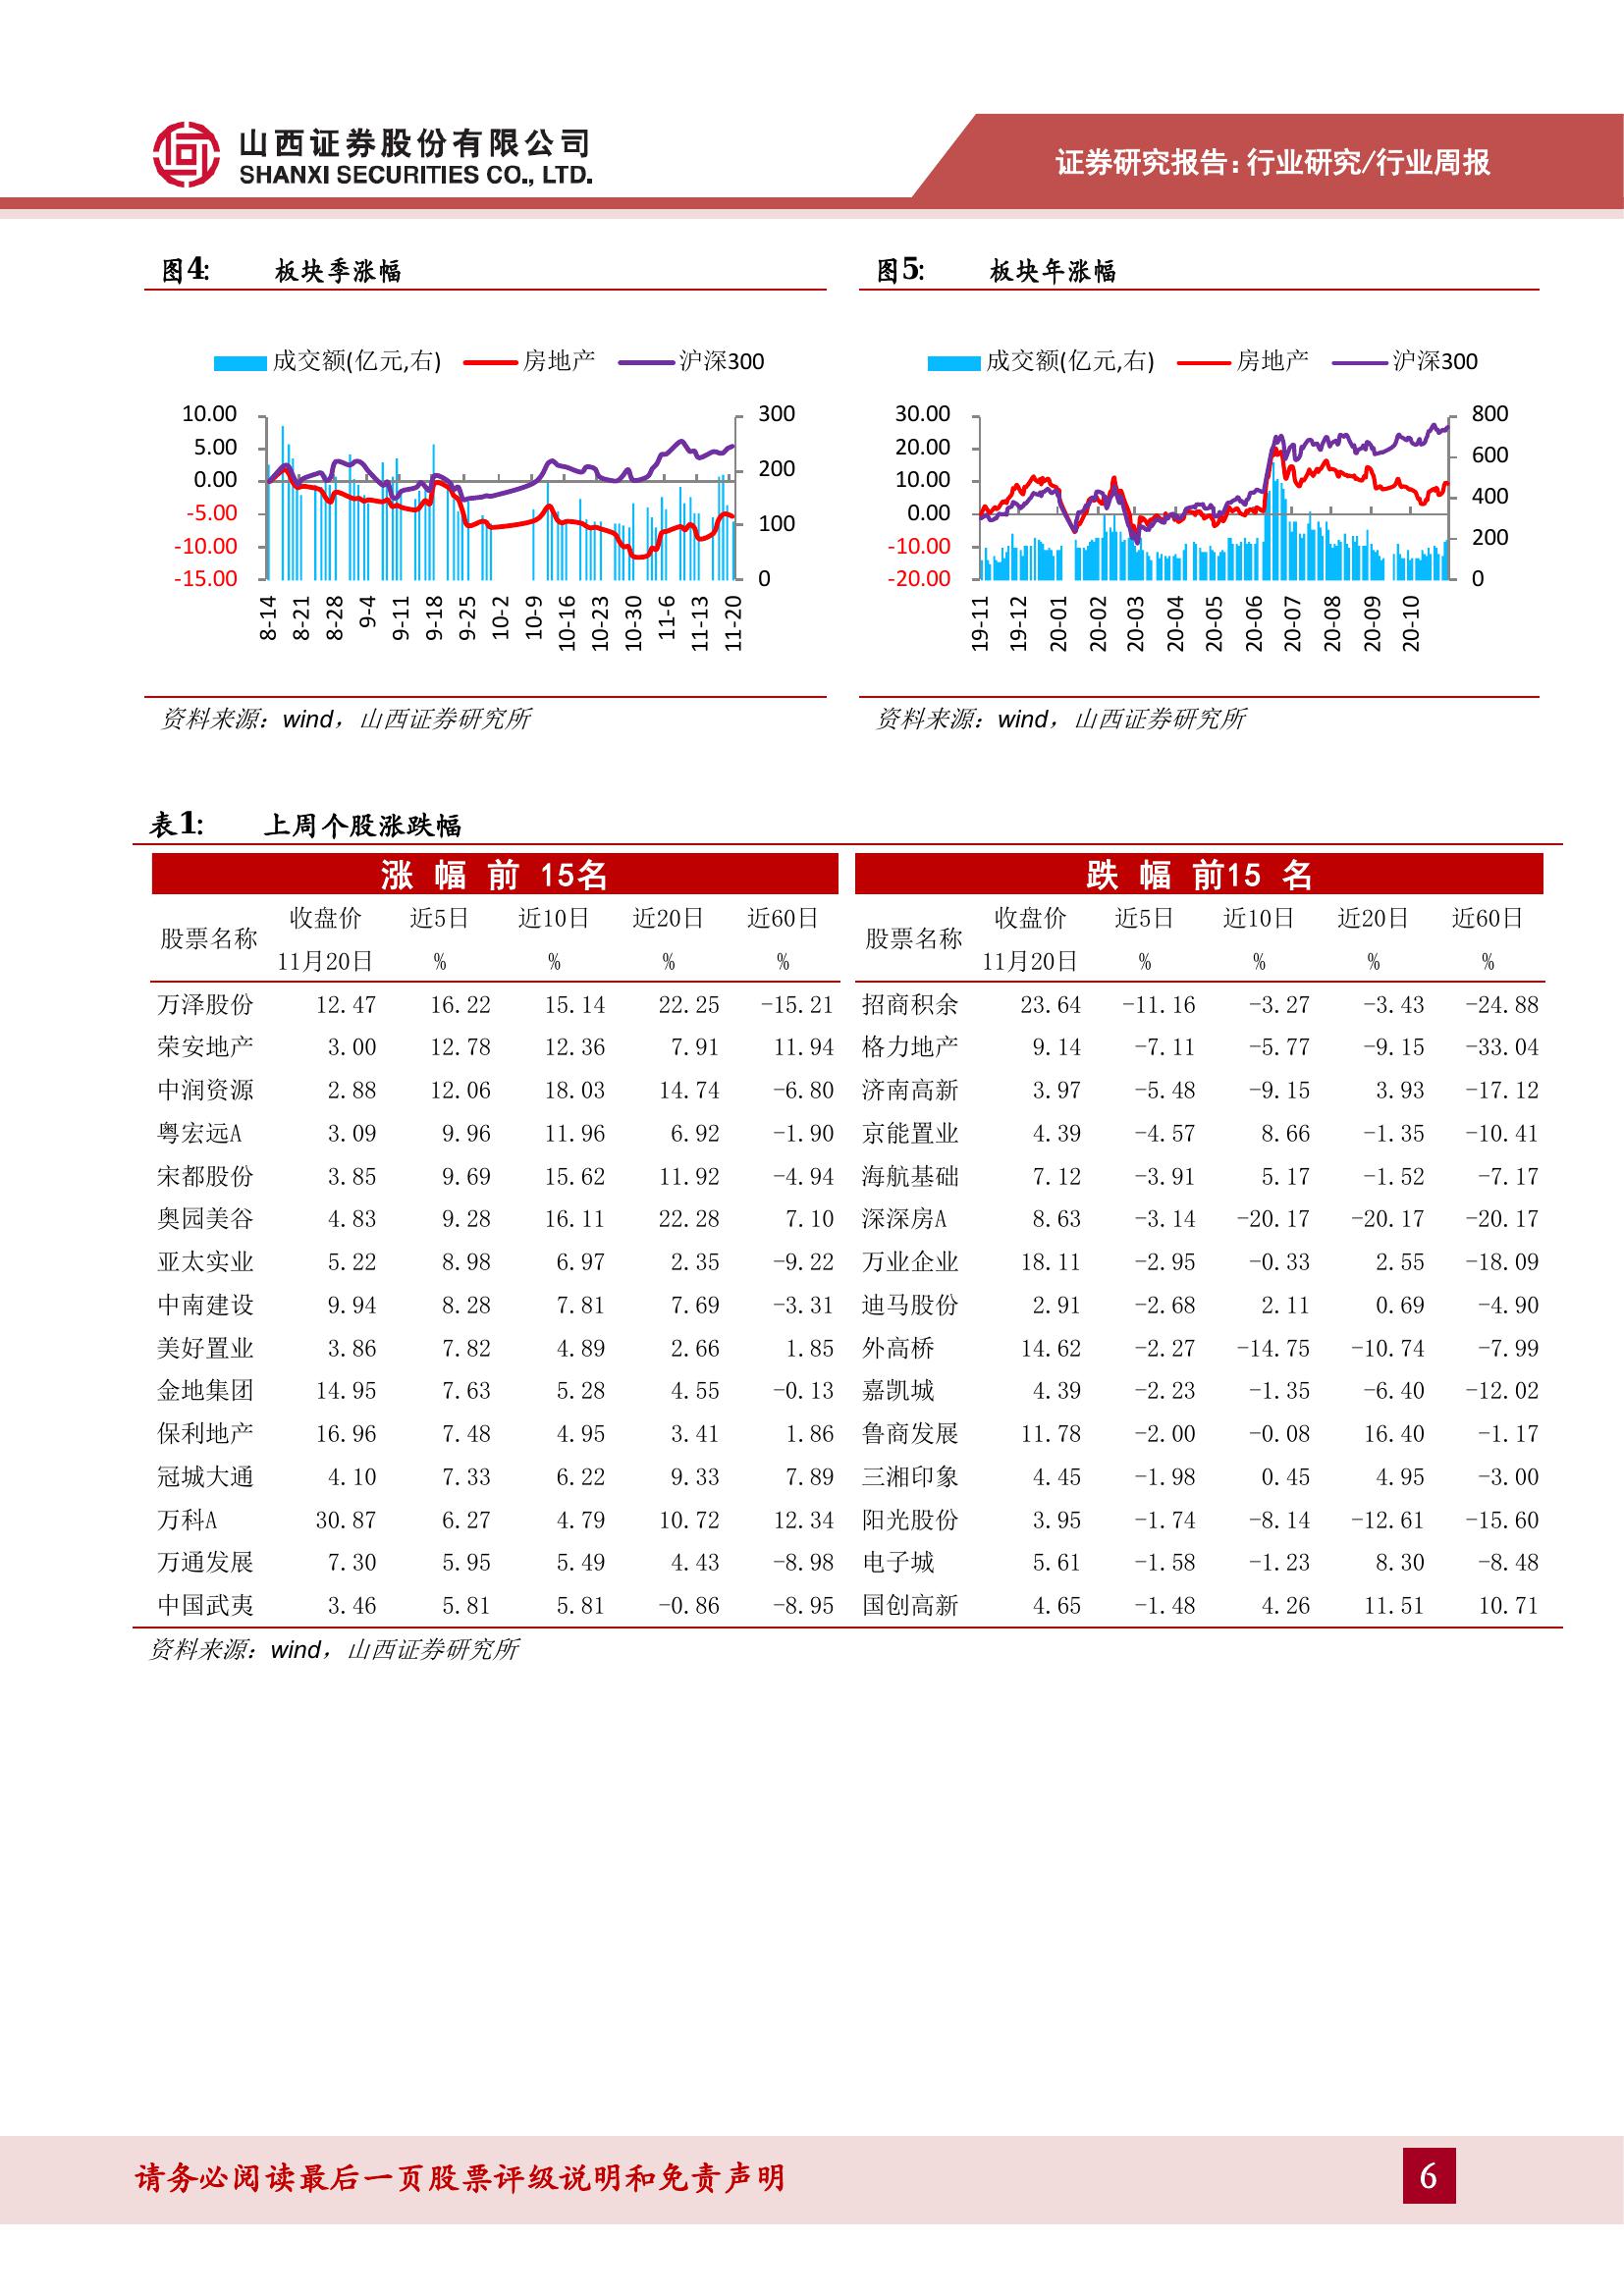 山西证券股份有限公司
SHANXI SECURITIES CO., LTD.
证券研究报告:行业研究/行业周报
图4: 板块季涨幅
成交额(亿元,右) 房地产 沪深300
10.00
5.00
0.00
-5.00
-10.00
-15.00
300
200
100
0
8-14
8-21
8-28
9-4
9-11
9-18
9-25
10-2
10-9
10-16
10-23
10-30
11-6
11-13
11-20
资料来源：wind，山西证券研究所
图5: 板块年涨幅
成交额(亿元,右) 房地产 沪深300
30.00
20.00
10.00
0.00
-10.00
-20.00
800
600
400
200
0
19-11
19-12
20-01
20-02
20-03
20-04
20-05
20-06
20-07
20-08
20-09
20-10
资料来源：wind，山西证券研究所
表1: 上周个股涨跌幅
涨 幅 前 15名 跌 幅 前15 名
股票名称 收盘价 近5日 近10日 近20日 近60日 股票名称 收盘价 近5日 近10日 近20日 近60日
11月20日 % % % % 11月20日 % % % %
万泽股份 12.47 16.22 15.14 22.25 -15.21 招商积余 23.64 -11.16 -3.27 -3.43 -24.88
荣安地产 3.00 12.78 12.36 7.91 11.94 格力地产 9.14 -7.11 -5.77 -9.15 -33.04
中润资源 2.88 12.06 18.03 14.74 -6.80 济南高新 3.97 -5.48 -9.15 3.93 -17.12
粤宏远A 3.09 9.96 11.96 6.92 -1.90 京能置业 4.39 -4.57 8.66 -1.35 -10.41
宋都股份 3.85 9.69 15.62 11.92 -4.94 海航基础 7.12 -3.91 5.17 -1.52 -7.17
奥园美谷 4.83 9.28 16.11 22.28 7.10 深深房A 8.63 -3.14 -20.17 -20.17 -20.17
亚太实业 5.22 8.98 6.97 2.35 -9.22 万业企业 18.11 -2.95 -0.33 2.55 -18.09
中南建设 9.94 8.28 7.81 7.69 -3.31 迪马股份 2.91 -2.68 2.11 0.69 -4.90
美好置业 3.86 7.82 4.89 2.66 1.85 外高桥 14.62 -2.27 -14.75 -10.74 -7.99
金地集团 14.95 7.63 5.28 4.55 -0.13 嘉凯城 4.39 -2.23 -1.35 -6.40 -12.02
保利地产 16.96 7.48 4.95 3.41 1.86 鲁商发展 11.78 -2.00 -0.08 16.40 -1.17
冠城大通 4.10 7.33 6.22 9.33 7.89 三湘印象 4.45 -1.98 0.45 4.95 -3.00
万科A 30.87 6.27 4.79 10.72 12.34 阳光股份 3.95 -1.74 -8.14 -12.61 -15.60
万通发展 7.30 5.95 5.49 4.43 -8.98 电子城 5.61 -1.58 -1.23 8.30 -8.48
中国武夷 3.46 5.81 5.81 -0.86 -8.95 国创高新 4.65 -1.48 4.26 11.51 10.71
资料来源：wind，山西证券研究所
请务必阅读最后一页股票评级说明和免责声明
6